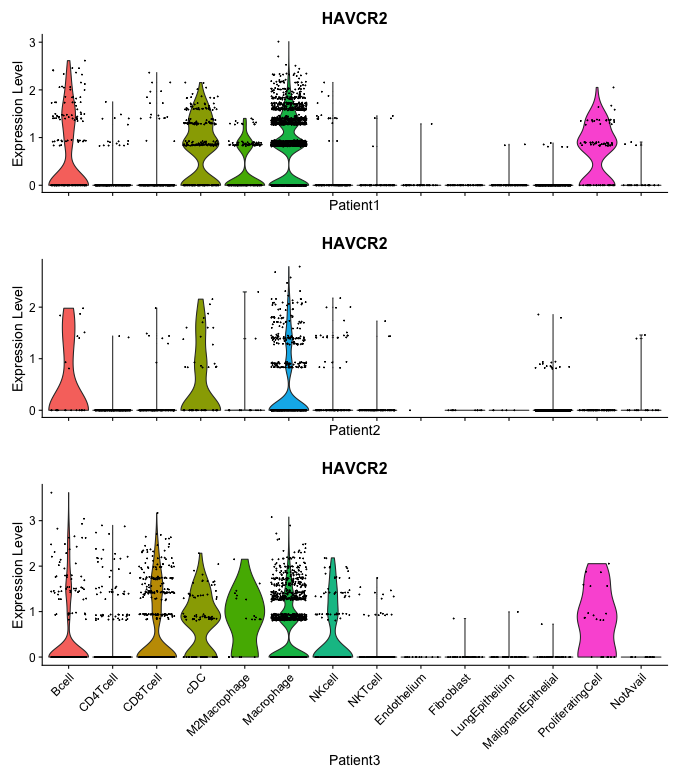 HAVCR2
Expression Level
3
2
1
0
Patient1
HAVCR2
Expression Level
2
1
0
Patient2
HAVCR2
Expression Level
3
2
1
0
Bcell
CD4Tcell
CD8Tcell
cDC
M2Macrophage
Macrophage
NKcell
NKTcell
Endothelium
Fibroblast
LungEpithelium
MalignantEpithelial
ProliferatingCell
NotAvail
Patient3